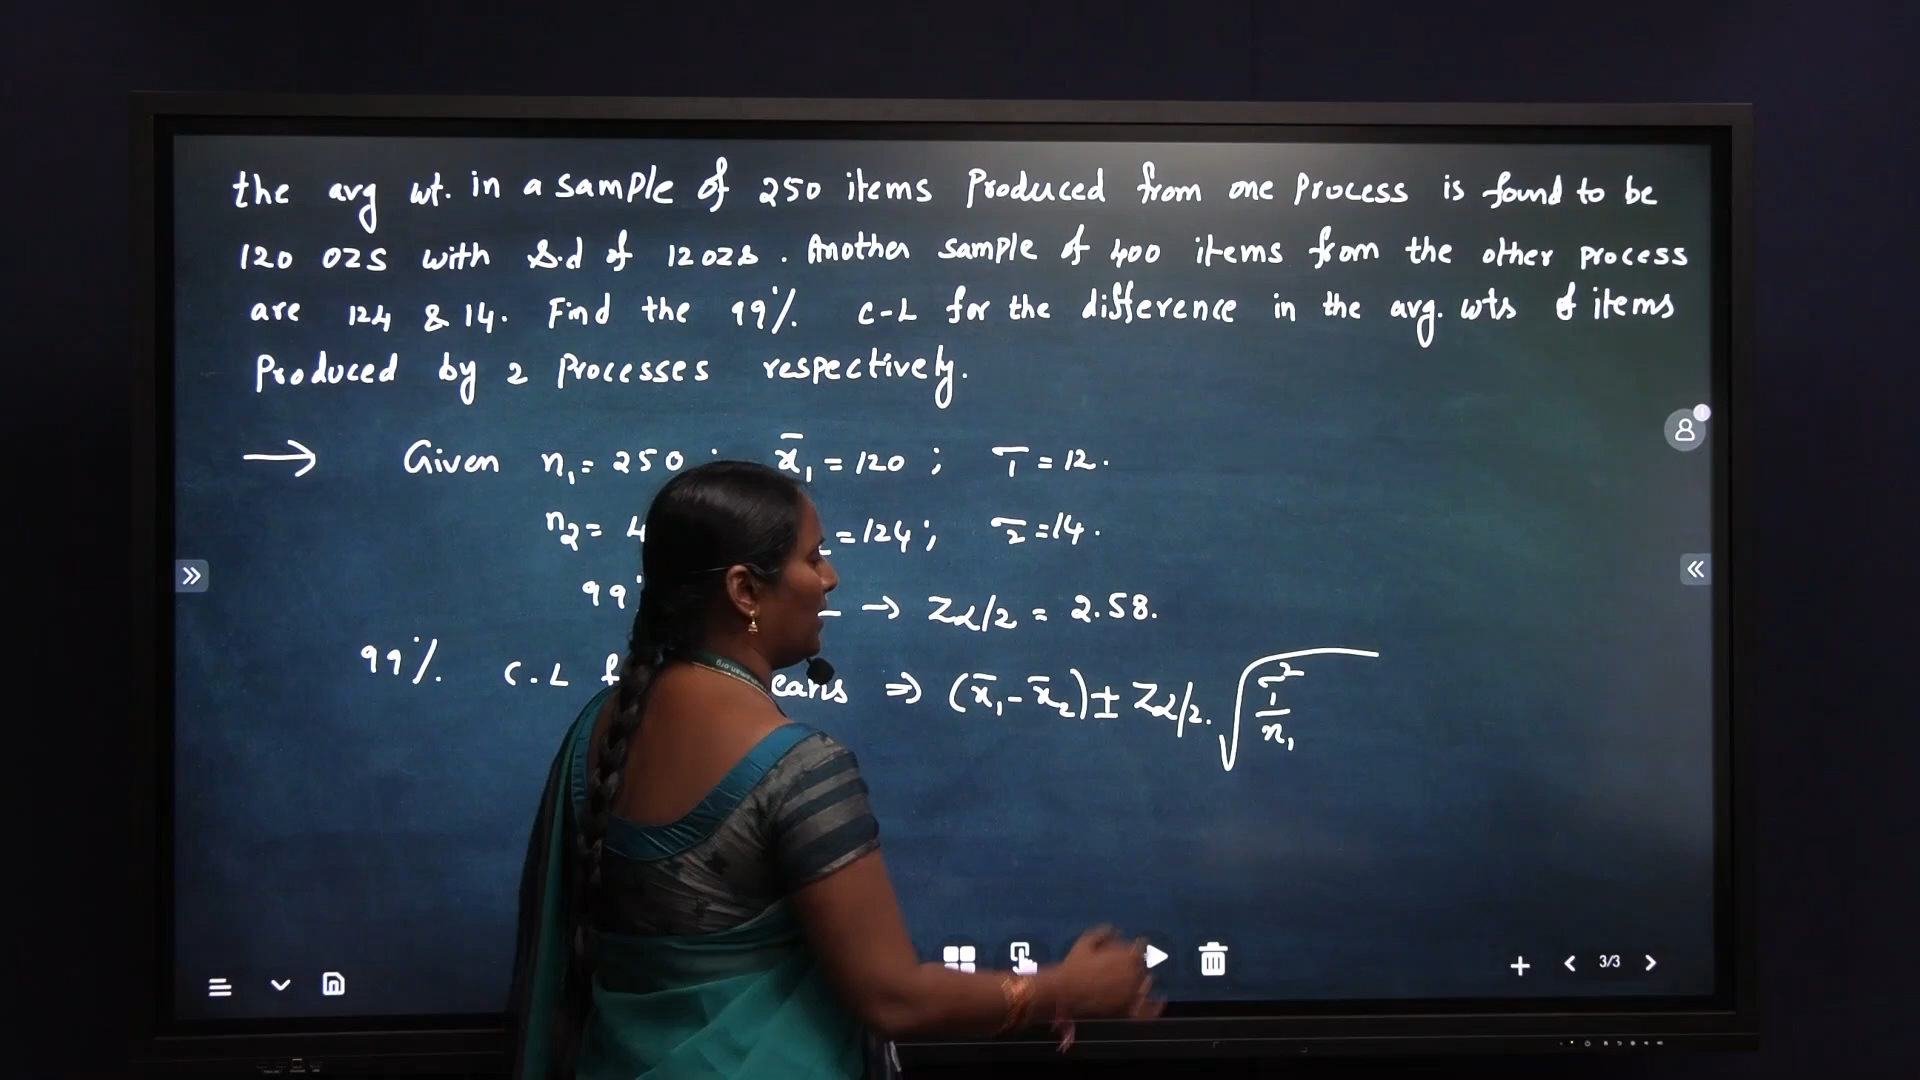 the avg wt. in a sample of 250 items produced from one process is found to be
120 ozs with s.d of 12 ozs. Another sample of 400 items from the other process
are 124 & 14. Find the 99% C-L for the difference in the avg. wts of items
produced by 2 processes respectively.
→ Given n₁ = 250 ; x̄₁ = 120 ; σ₁ = 12.
n₂ = 4 = 124 ; σ₂ = 14.
99 → Zα/2 = 2.58.
99% C.L ⇒ (x̄₁ - x̄₂) ± Zα/2 . √ σ₁²/n₁
3/3